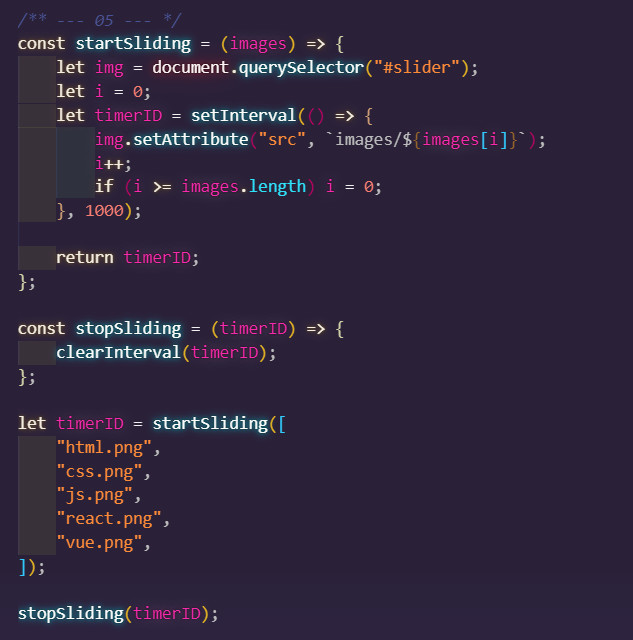 /** --- 05 --- */
const startSliding = (images) => {
    let img = document.querySelector("#slider");
    let i = 0;
    let timerID = setInterval(() => {
        img.setAttribute("src", `images/${images[i]}`);
        i++;
        if (i >= images.length) i = 0;
    }, 1000);

    return timerID;
};

const stopSliding = (timerID) => {
    clearInterval(timerID);
};

let timerID = startSliding([
    "html.png",
    "css.png",
    "js.png",
    "react.png",
    "vue.png",
]);

stopSliding(timerID);